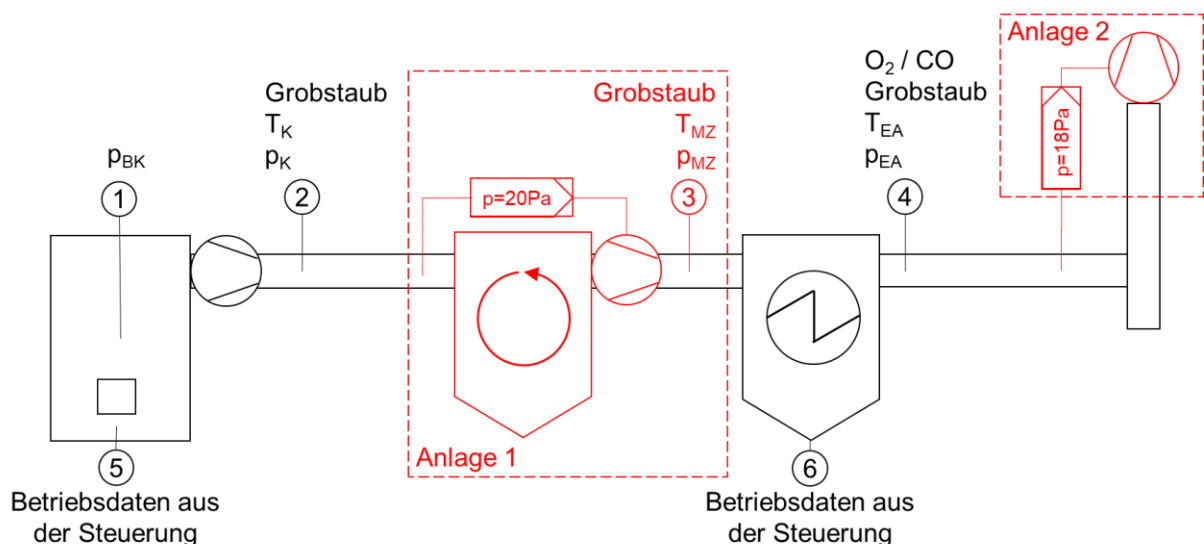 Anlage 2
O₂ / CO
Grobstaub
T_EA
p_EA
Grobstaub
T_K
p_K
Grobstaub
T_MZ
p_MZ
p_BK
p=18Pa
1
2
p=20Pa
3
4
Anlage 1
5
6
Betriebsdaten aus
der Steuerung
Betriebsdaten aus
der Steuerung